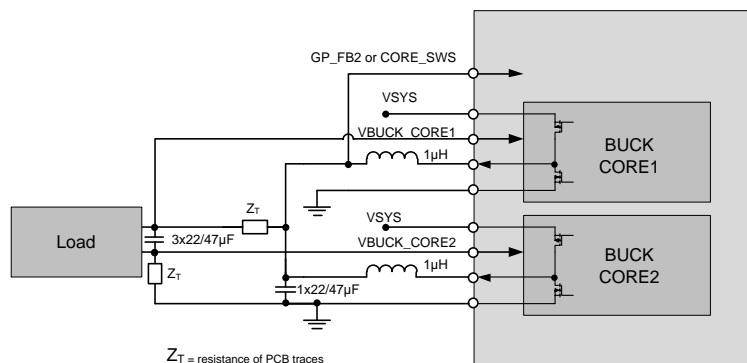 GP_FB2 or CORE_SWS
VSYS
VBUCK_CORE1
1µH
BUCK
CORE1
ZT
Load
3x22/47µF
VSYS
VBUCK_CORE2
1µH
BUCK
CORE2
ZT
1x22/47µF
ZT = resistance of PCB traces